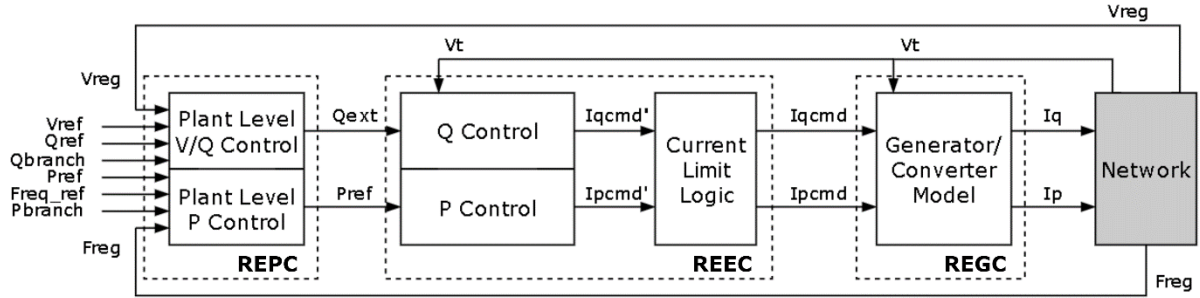 Vreg
Vt
Vt
Vreg
Vref
Qref
Qbranch
Pref
Freq_ref
Pbranch
Freg
Plant Level
V/Q Control
Plant Level
P Control
REPC
Qext
Pref
Q Control
P Control
Iqcmd'
Ipcmd'
Current
Limit
Logic
REEC
Iqcmd
Ipcmd
Generator/
Converter
Model
REGC
Iq
Ip
Network
Freg